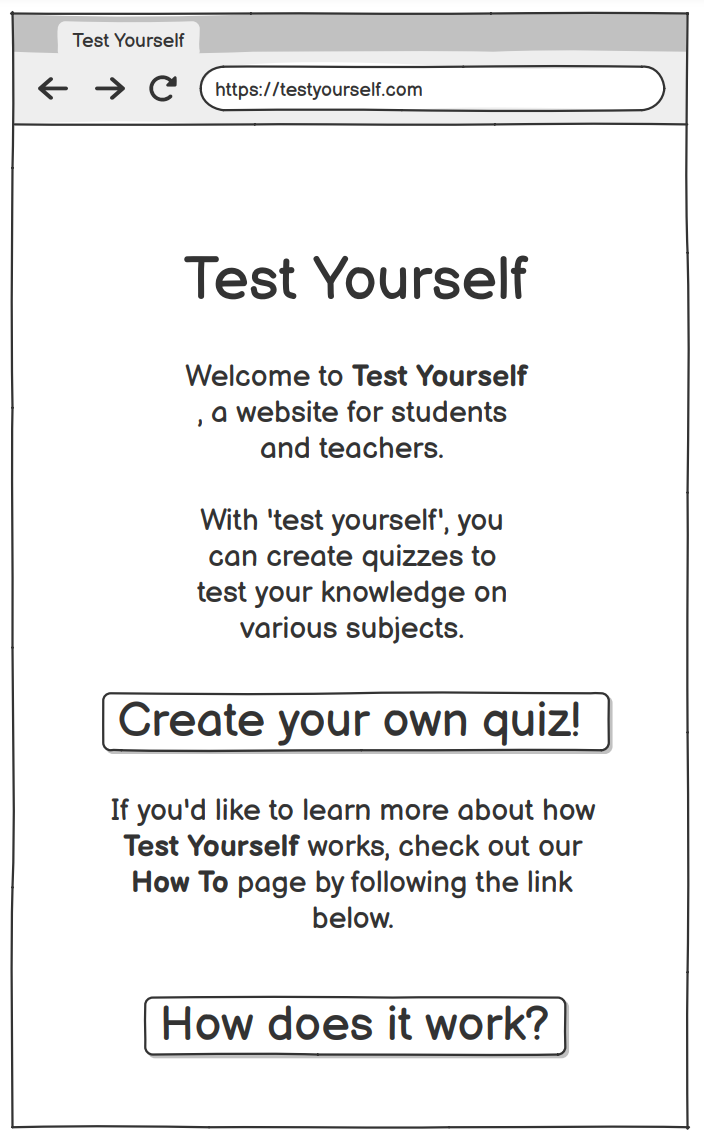 Test Yourself
https://testyourself.com
Test Yourself
Welcome to Test Yourself
, a website for students
and teachers.
With 'test yourself', you
can create quizzes to
test your knowledge on
various subjects.
Create your own quiz!
If you'd like to learn more about how
Test Yourself works, check out our
How To page by following the link
below.
How does it work?